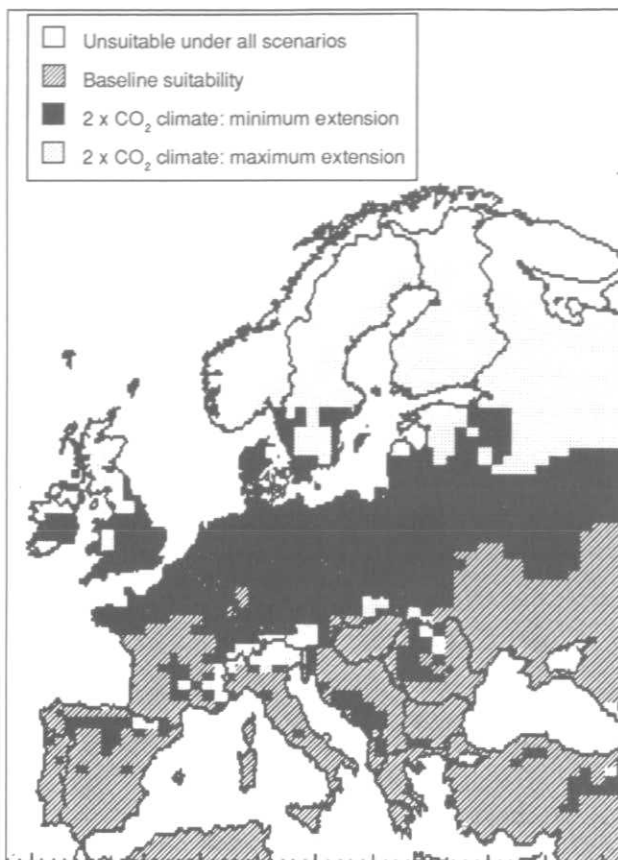 Unsuitable under all scenarios
Baseline suitability
2 x CO₂ climate: minimum extension
2 x CO₂ climate: maximum extension